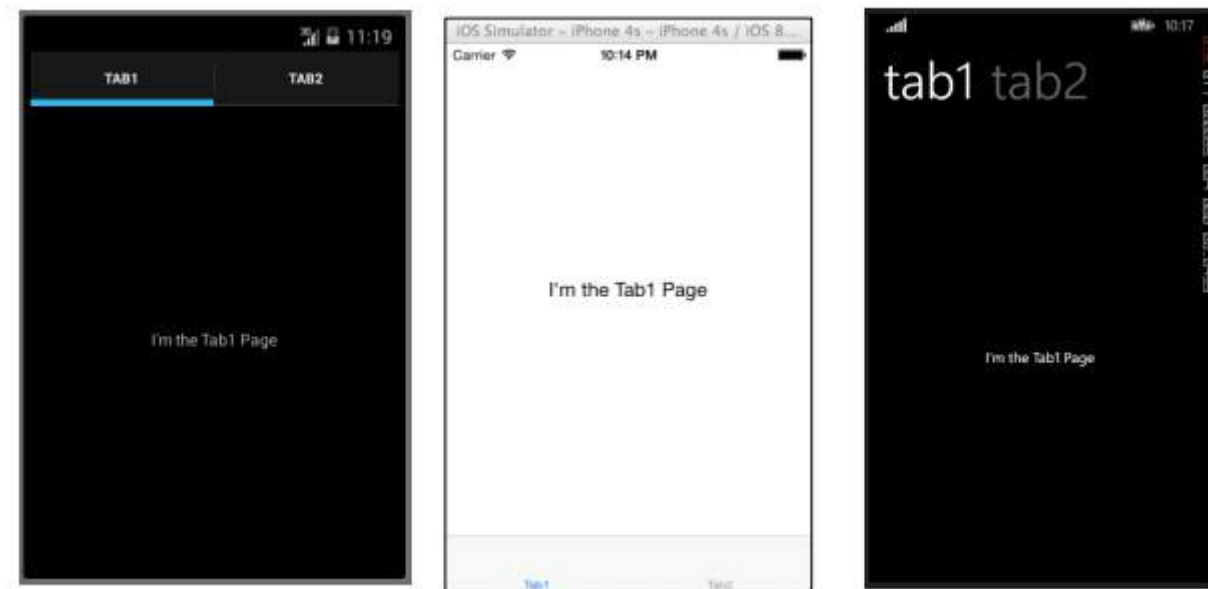 11:19
TAB1
TAB2
I'm the Tab1 Page
iOS Simulator - iPhone 4s - iPhone 4s / iOS 8...
Carrier
10:14 PM
I'm the Tab1 Page
Tab1
Tab2
10:17
tab1 tab2
I'm the Tab1 Page